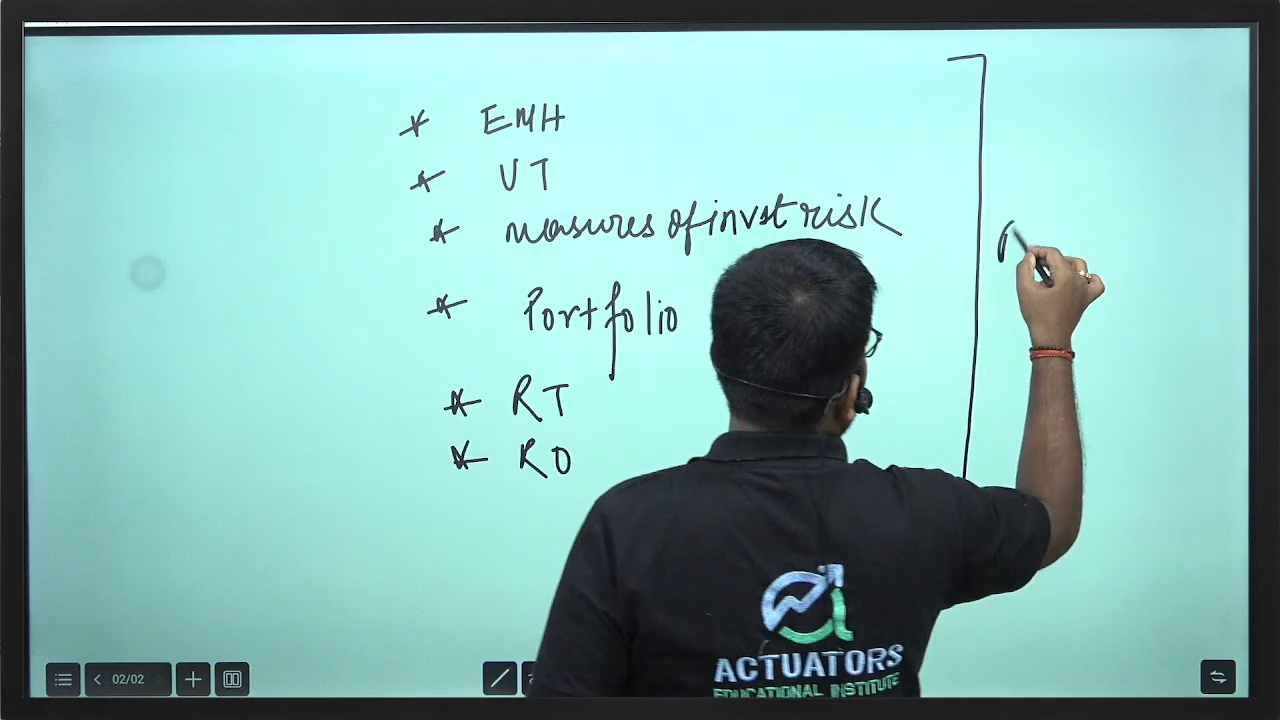 * EMH
* UT
* measures of invst risk
* Portfolio
* RT
* RO
02/02
ACTUATORS
EDUCATIONAL INSTITUTE